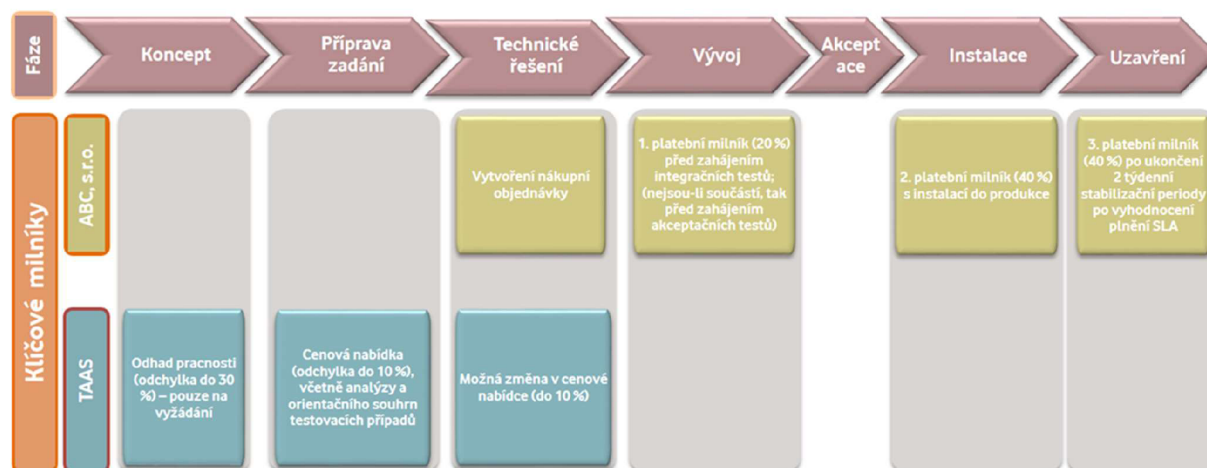 Fáze
Koncept
Příprava
zadání
Technické
řešení
Vývoj
Akcept
ace
Instalace
Uzavření
Klíčové milníky
ABC, s.r.o.
Vytvoření nákupní
objednávky
1. platební milník (20 %)
před zahájením
integračních testů;
(nejsou-li součástí, tak
před zahájením
akceptačních testů)
2. platební milník (40 %)
s instalací do produkce
3. platební milník
(40 %) po ukončení
2 týdenní
stabilizační periody
po vyhodnocení
plnění SLA
TAAS
Odhad pracnosti
(odchylka do 30
%) – pouze na
vyžádání
Cenová nabídka
(odchylka do 10 %),
včetně analýzy a
orientačního souhrn
testovacích případů
Možná změna v cenové
nabídce (do 10 %)